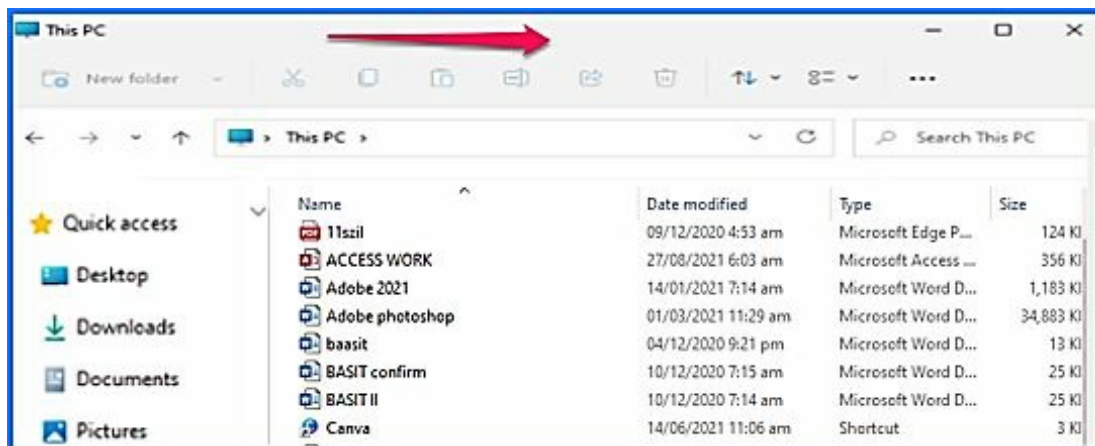 This PC
New folder
This PC
Search This PC
Name Date modified Type Size
Quick access
11szil 09/12/2020 4:53 am Microsoft Edge P... 124 KI
ACCESS WORK 27/08/2021 6:03 am Microsoft Access ... 356 KI
Desktop
Adobe 2021 14/01/2021 7:14 am Microsoft Word D... 1,183 KI
Adobe photoshop 01/03/2021 11:29 am Microsoft Word D... 34,883 KI
Downloads
baasit 04/12/2020 9:21 pm Microsoft Word D... 13 KI
BASIT confirm 10/12/2020 7:15 am Microsoft Word D... 25 KI
Documents
BASIT II 10/12/2020 7:14 am Microsoft Word D... 25 KI
Pictures
Canva 14/06/2021 11:06 am Shortcut 3 KI